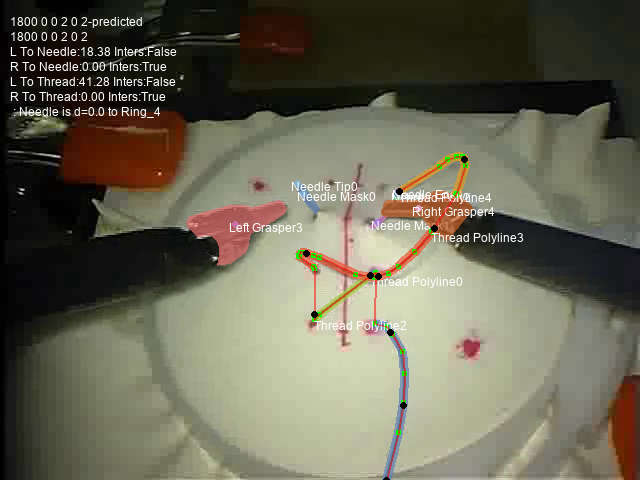 1800 0 0 2 0 2-predicted
1800 0 0 2 0 2
L To Needle:18.38 Inters:False
R To Needle:0.00 Inters:True
L To Thread:41.28 Inters:False
R To Thread:0.00 Inters:True
: Needle is d=0.0 to Ring_4
Needle Tip0
Needle Mask0
Thread Polyline4
Right Grasper4
Left Grasper3
Thread Polyline3
Thread Polyline0
Thread Polyline2